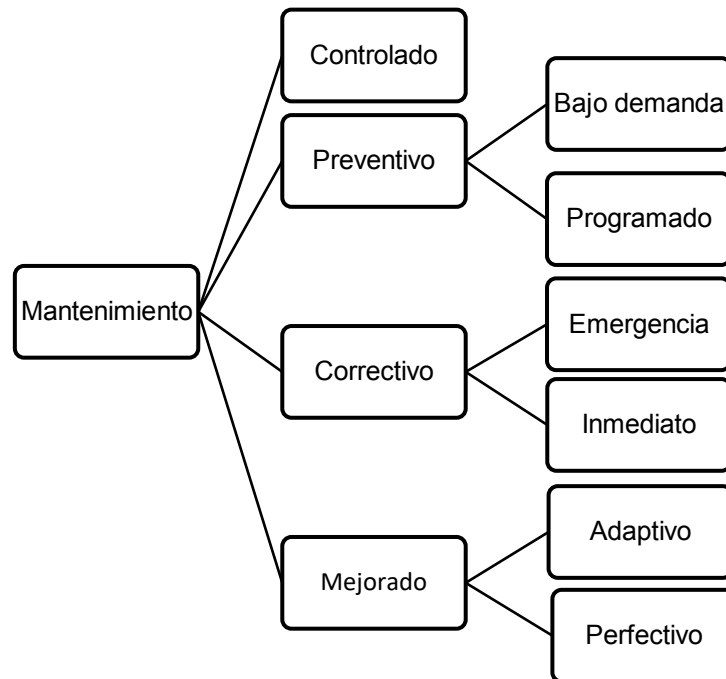 Controlado
Bajo demanda
Preventivo
Programado
Mantenimiento
Emergencia
Correctivo
Inmediato
Adaptivo
Mejorado
Perfectivo